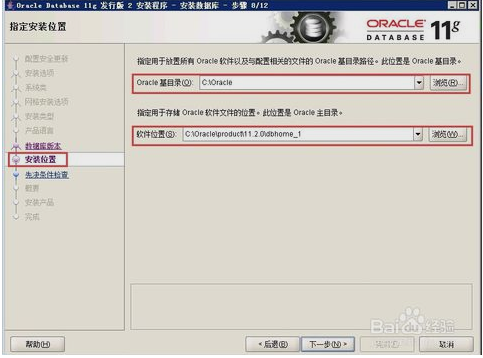 Oracle Database 11g 发行版 2 安装程序 - 安装数据库 - 步骤 8/12
指定安装位置
ORACLE 11g
DATABASE
配置安全更新
安装选项
系统类
网格安装选项
安装类型
产品语言
数据库版本
安装位置
先决条件检查
概要
安装产品
完成
指定用于放置所有 Oracle 软件以及与配置相关的文件的 Oracle 基目录路径。此位置是 Oracle 基目录。
Oracle 基目录(O): C:\Oracle 浏览(R)...
指定用于存储 Oracle 软件文件的位置。此位置是 Oracle 主目录。
软件位置(S): C:\Oracle\product\11.2.0\dbhome_1 浏览(W)...
帮助(H) < 后退(B) 下一步(N) > 取消
Baidu 经验